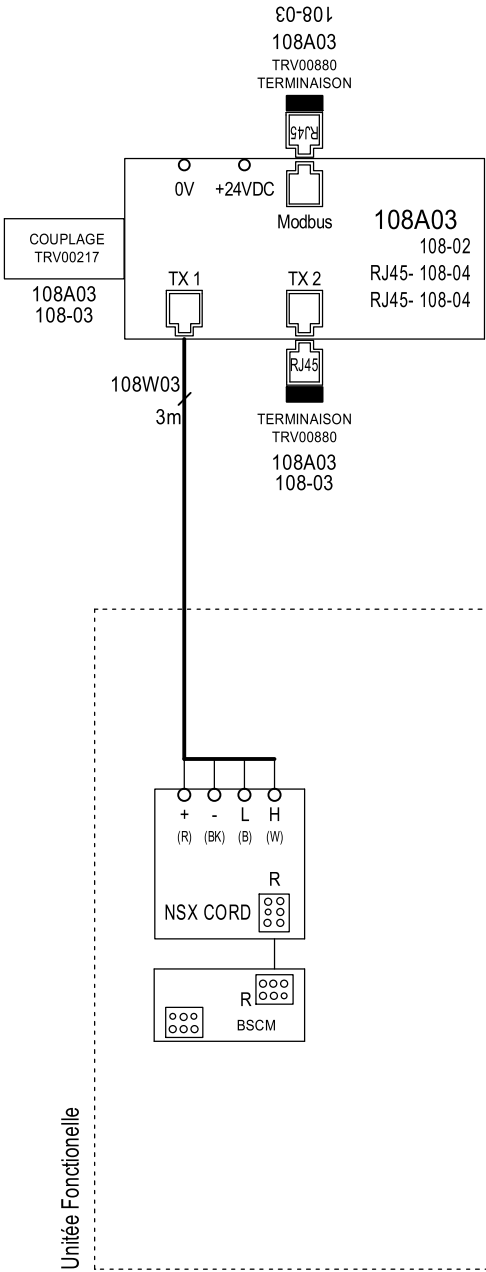 108-03
108A03
TRV00880
TERMINAISON
RJ45
0V
+24VDC
Modbus
108A03
108-02
RJ45- 108-04
RJ45- 108-04
COUPLAGE
TRV00217
108A03
108-03
TX 1
TX 2
RJ45
108W03
3m
TERMINAISON
TRV00880
108A03
108-03
+ - L H
(R) (BK) (B) (W)
R
NSX CORD
R
BSCM
Unitée Fonctionelle